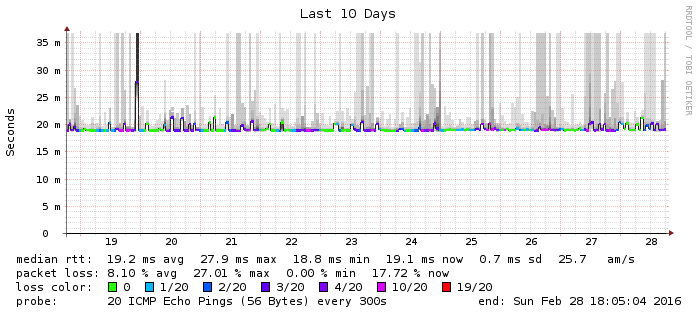 Last 10 Days
RRDTOOL / TOBI OETIKER
Seconds
35 m
30 m
25 m
20 m
15 m
10 m
5 m
0
19 20 21 22 23 24 25 26 27 28
median rtt: 19.2 ms avg 27.9 ms max 18.8 ms min 19.1 ms now 0.7 ms sd 25.7 am/s
packet loss: 8.10 % avg 27.01 % max 0.00 % min 17.72 % now
loss color: 0 1/20 2/20 3/20 4/20 10/20 19/20
probe: 20 ICMP Echo Pings (56 Bytes) every 300s end: Sun Feb 28 18:05:04 2016